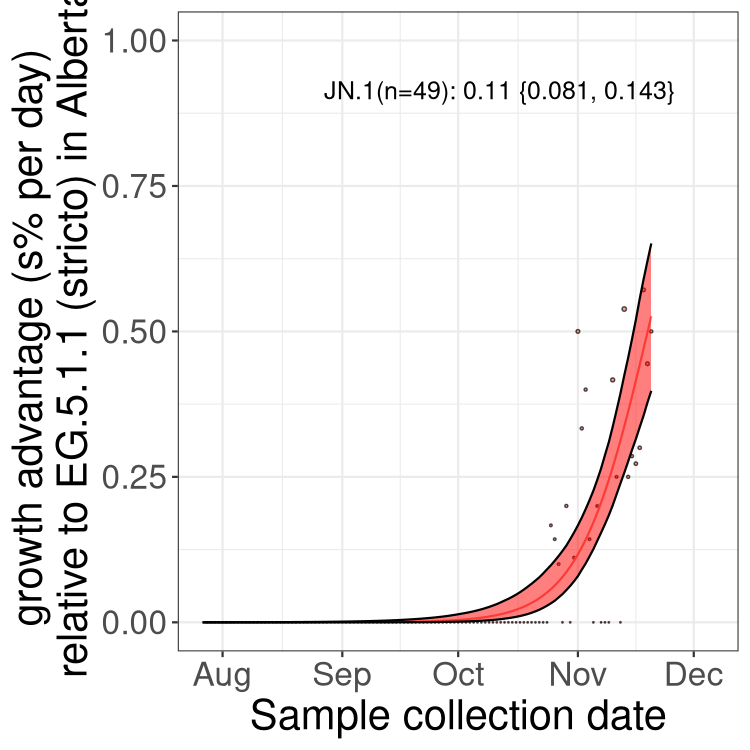 growth advantage (s% per day)
relative to EG.5.1.1 (stricto) in Alberta
1.00
0.75
0.50
0.25
0.00
JN.1(n=49): 0.11 {0.081, 0.143}
Aug Sep Oct Nov Dec
Sample collection date